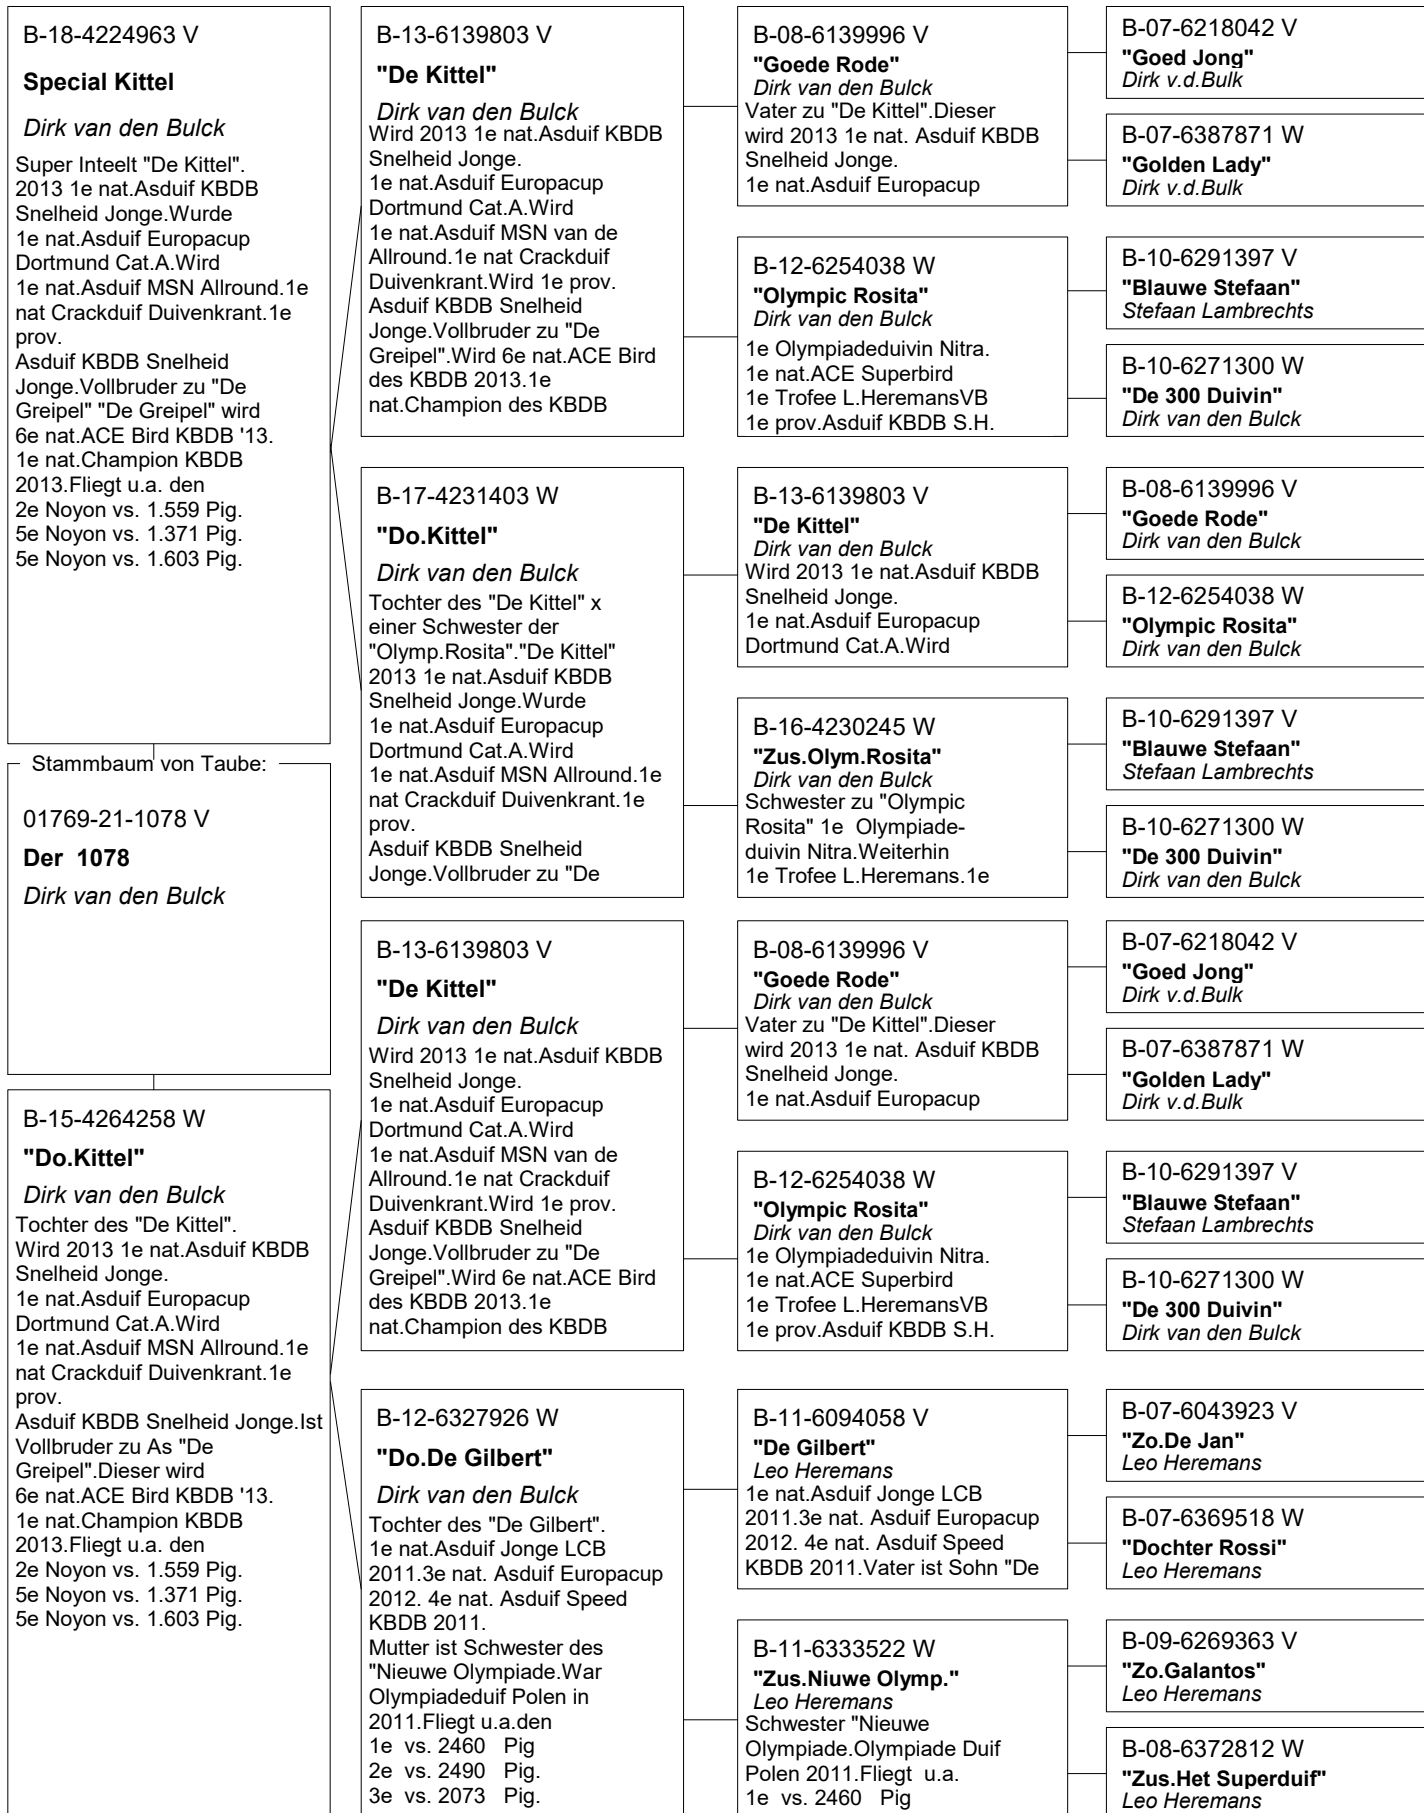 B-18-4224963 V
Special Kittel
Dirk van den Bulck
Super Inteelt "De Kittel".
2013 1e nat.Asduif KBDB
Snelheid Jonge.Wurde
1e nat.Asduif Europacup
Dortmund Cat.A.Wird
1e nat.Asduif MSN Allround.1e
nat Crackduif Duivenkrant.1e
prov.
Asduif KBDB Snelheid
Jonge.Vollbruder zu "De
Greipel" "De Greipel" wird
6e nat.ACE Bird KBDB '13.
1e nat.Champion KBDB
2013.Fliegt u.a. den
2e Noyon vs. 1.559 Pig.
5e Noyon vs. 1.371 Pig.
5e Noyon vs. 1.603 Pig.
Stammbaum von Taube:
01769-21-1078 V
Der 1078
Dirk van den Bulck
B-15-4264258 W
"Do.Kittel"
Dirk van den Bulck
Tochter des "De Kittel".
Wird 2013 1e nat.Asduif KBDB
Snelheid Jonge.
1e nat.Asduif Europacup
Dortmund Cat.A.Wird
1e nat.Asduif MSN Allround.1e
nat Crackduif Duivenkrant.1e
prov.
Asduif KBDB Snelheid Jonge.Ist
Vollbruder zu As "De
Greipel".Dieser wird
6e nat.ACE Bird KBDB '13.
1e nat.Champion KBDB
2013.Fliegt u.a. den
2e Noyon vs. 1.559 Pig.
5e Noyon vs. 1.371 Pig.
5e Noyon vs. 1.603 Pig.
B-13-6139803 V
"De Kittel"
Dirk van den Bulck
Wird 2013 1e nat.Asduif KBDB
Snelheid Jonge.
1e nat.Asduif Europacup
Dortmund Cat.A.Wird
1e nat.Asduif MSN van de
Allround.1e nat Crackduif
Duivenkrant.Wird 1e prov.
Asduif KBDB Snelheid
Jonge.Vollbruder zu "De
Greipel".Wird 6e nat.ACE Bird
des KBDB 2013.1e
nat.Champion des KBDB
B-17-4231403 W
"Do.Kittel"
Dirk van den Bulck
Tochter des "De Kittel" x
einer Schwester der
"Olymp.Rosita"."De Kittel"
2013 1e nat.Asduif KBDB
Snelheid Jonge.Wurde
1e nat.Asduif Europacup
Dortmund Cat.A.Wird
1e nat.Asduif MSN Allround.1e
nat Crackduif Duivenkrant.1e
prov.
Asduif KBDB Snelheid
Jonge.Vollbruder zu "De
B-13-6139803 V
"De Kittel"
Dirk van den Bulck
Wird 2013 1e nat.Asduif KBDB
Snelheid Jonge.
1e nat.Asduif Europacup
Dortmund Cat.A.Wird
1e nat.Asduif MSN van de
Allround.1e nat Crackduif
Duivenkrant.Wird 1e prov.
Asduif KBDB Snelheid
Jonge.Vollbruder zu "De
Greipel".Wird 6e nat.ACE Bird
des KBDB 2013.1e
nat.Champion des KBDB
B-12-6327926 W
"Do.De Gilbert"
Dirk van den Bulck
Tochter des "De Gilbert".
1e nat.Asduif Jonge LCB
2011.3e nat. Asduif Europacup
2012. 4e nat. Asduif Speed
KBDB 2011.
Mutter ist Schwester des
"Nieuwe Olympiade.War
Olympiadeduif Polen in
2011.Fliegt u.a.den
1e vs. 2460 Pig
2e vs. 2490 Pig.
3e vs. 2073 Pig.
B-08-6139996 V
"Goede Rode"
Dirk van den Bulck
Vater zu "De Kittel".Dieser
wird 2013 1e nat. Asduif KBDB
Snelheid Jonge.
1e nat.Asduif Europacup
B-12-6254038 W
"Olympic Rosita"
Dirk van den Bulck
1e Olympiadeduivin Nitra.
1e nat.ACE Superbird
1e Trofee L.HeremansVB
1e prov.Asduif KBDB S.H.
B-13-6139803 V
"De Kittel"
Dirk van den Bulck
Wird 2013 1e nat.Asduif KBDB
Snelheid Jonge.
1e nat.Asduif Europacup
Dortmund Cat.A.Wird
B-16-4230245 W
"Zus.Olym.Rosita"
Dirk van den Bulck
Schwester zu "Olympic
Rosita" 1e Olympiade-
duivin Nitra.Weiterhin
1e Trofee L.Heremans.1e
B-08-6139996 V
"Goede Rode"
Dirk van den Bulck
Vater zu "De Kittel".Dieser
wird 2013 1e nat. Asduif KBDB
Snelheid Jonge.
1e nat.Asduif Europacup
B-12-6254038 W
"Olympic Rosita"
Dirk van den Bulck
1e Olympiadeduivin Nitra.
1e nat.ACE Superbird
1e Trofee L.HeremansVB
1e prov.Asduif KBDB S.H.
B-11-6094058 V
"De Gilbert"
Leo Heremans
1e nat.Asduif Jonge LCB
2011.3e nat. Asduif Europacup
2012. 4e nat. Asduif Speed
KBDB 2011.Vater ist Sohn "De
B-11-6333522 W
"Zus.Niuwe Olymp."
Leo Heremans
Schwester "Nieuwe
Olympiade.Olympiade Duif
Polen 2011.Fliegt u.a.
1e vs. 2460 Pig
B-07-6218042 V
"Goed Jong"
Dirk v.d.Bulk
B-07-6387871 W
"Golden Lady"
Dirk v.d.Bulk
B-10-6291397 V
"Blauwe Stefaan"
Stefaan Lambrechts
B-10-6271300 W
"De 300 Duivin"
Dirk van den Bulck
B-08-6139996 V
"Goede Rode"
Dirk van den Bulck
B-12-6254038 W
"Olympic Rosita"
Dirk van den Bulck
B-10-6291397 V
"Blauwe Stefaan"
Stefaan Lambrechts
B-10-6271300 W
"De 300 Duivin"
Dirk van den Bulck
B-07-6218042 V
"Goed Jong"
Dirk v.d.Bulk
B-07-6387871 W
"Golden Lady"
Dirk v.d.Bulk
B-10-6291397 V
"Blauwe Stefaan"
Stefaan Lambrechts
B-10-6271300 W
"De 300 Duivin"
Dirk van den Bulck
B-07-6043923 V
"Zo.De Jan"
Leo Heremans
B-07-6369518 W
"Dochter Rossi"
Leo Heremans
B-09-6269363 V
"Zo.Galantos"
Leo Heremans
B-08-6372812 W
"Zus.Het Superduif"
Leo Heremans